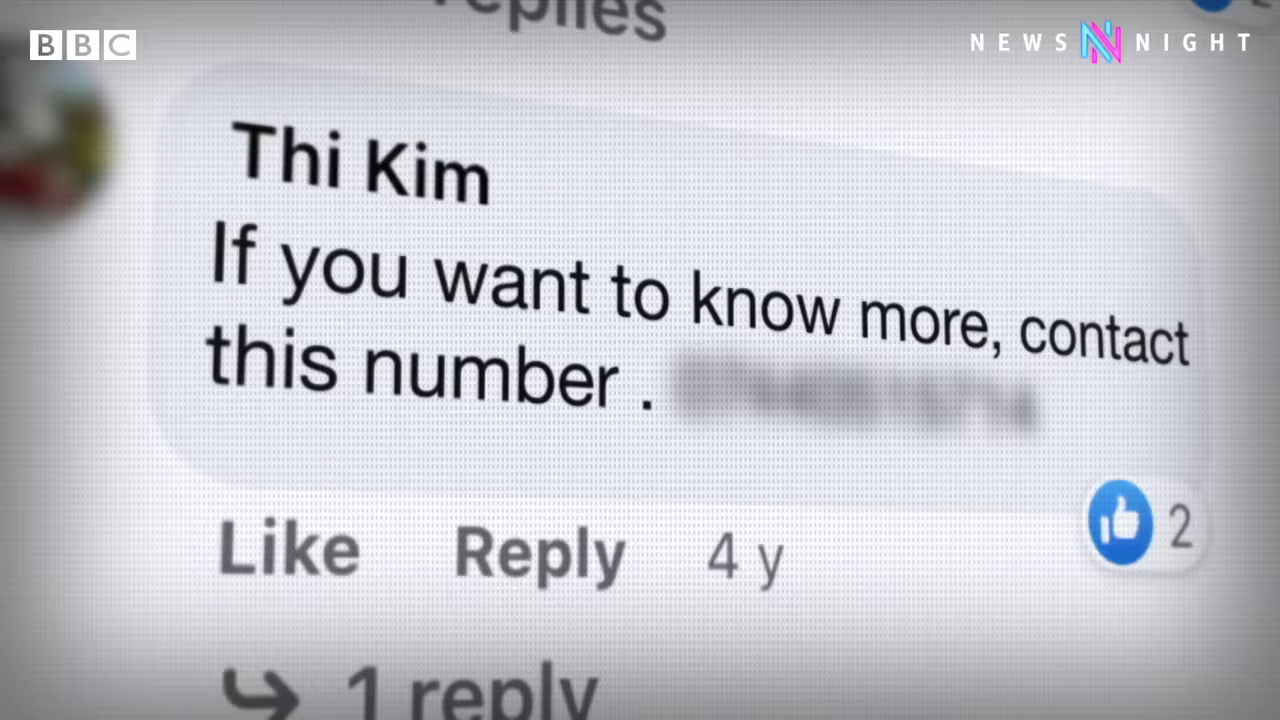 BBC
NEWSNIGHT
replies
Thi Kim
If you want to know more, contact
this number .
Like Reply 4 y
2
1 reply